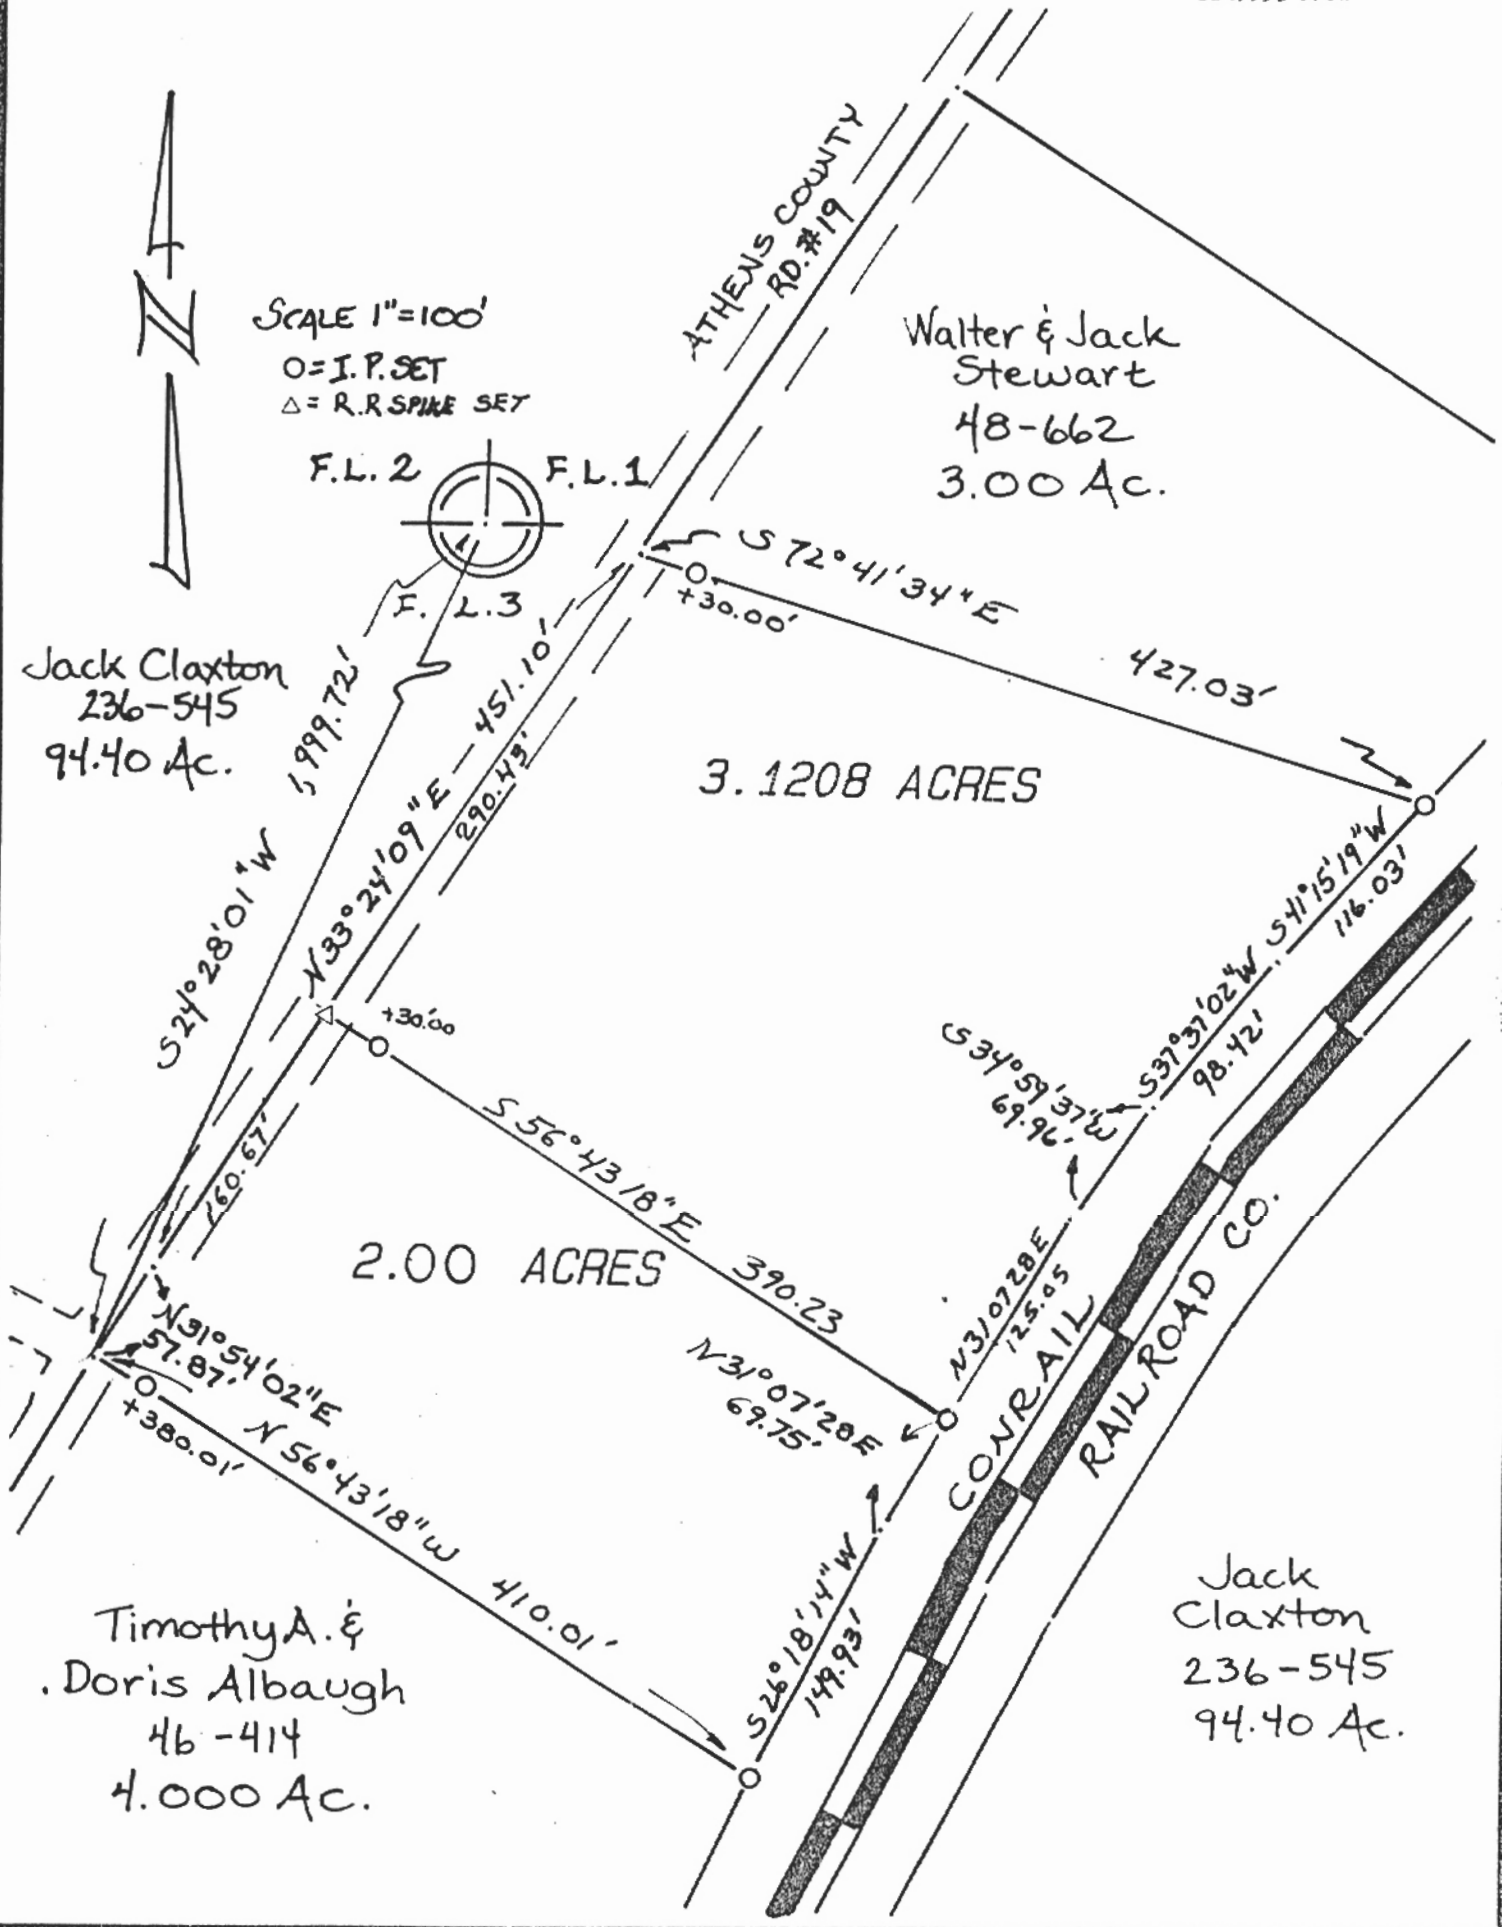 ATHENS COUNTY
RD. #19
N
SCALE 1"=100'
O = I.P. SET
△ = R.R SPIKE SET
F.L. 2
F.L. 1
F. L. 3
Walter & Jack
Stewart
48-662
3.00 Ac.
S 72°41'34" E
+30.00'
427.03'
Jack Claxton
236-545
94.40 Ac.
1,999.72'
S 24°28'01" W
N 33°24'09" E — 451.10'
290.43'
3.1208 ACRES
S 41°15'19" W
116.03'
S 37°37'02" W
98.42'
S 34°59'37" W
69.96'
+30.00
S 56°43'18" E 390.23
160.67'
2.00 ACRES
N 31 07 28 E
125.05
N 31°07'28 E
69.75'
N 31°54'02" E
57.87'
+380.01'
N 56°43'18" W 410.01'
S 26°18'14" W
149.93'
CONRAIL
RAILROAD CO.
Timothy A. &
Doris Albaugh
46-414
4.000 Ac.
Jack
Claxton
236-545
94.40 Ac.